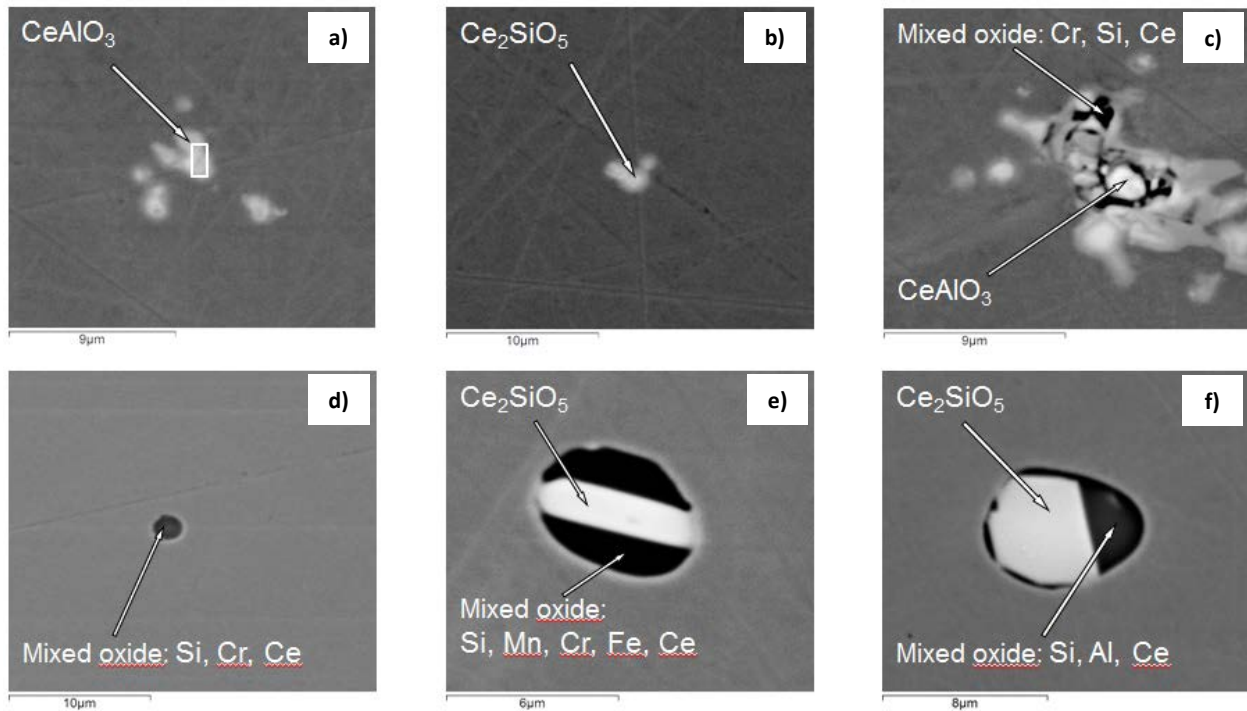 CeAlO₃
a)
9µm
Ce₂SiO₅
b)
10µm
Mixed oxide: Cr, Si, Ce
c)
CeAlO₃
9µm
d)
Mixed oxide: Si, Cr, Ce
10µm
Ce₂SiO₅
e)
Mixed oxide:
Si, Mn, Cr, Fe, Ce
6µm
Ce₂SiO₅
f)
Mixed oxide: Si, Al, Ce
8µm